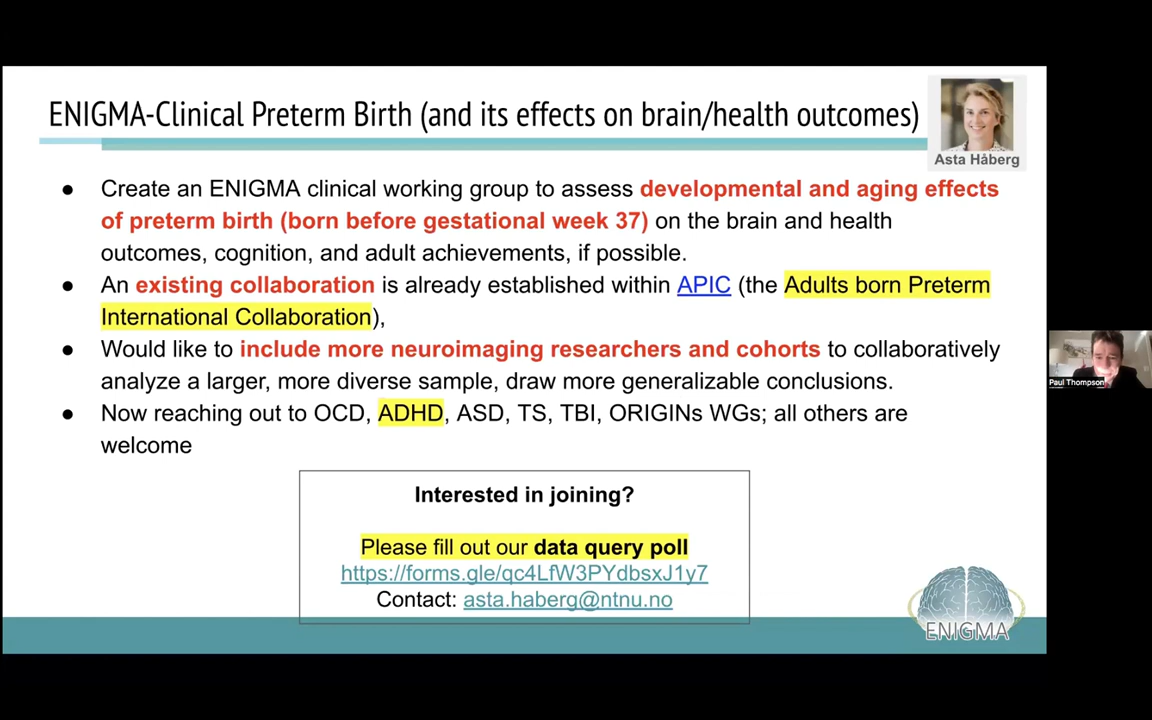 ENIGMA-Clinical Preterm Birth (and its effects on brain/health outcomes)
Asta Håberg
● Create an ENIGMA clinical working group to assess developmental and aging effects
of preterm birth (born before gestational week 37) on the brain and health
outcomes, cognition, and adult achievements, if possible.
● An existing collaboration is already established within APIC (the Adults born Preterm
International Collaboration),
● Would like to include more neuroimaging researchers and cohorts to collaboratively
analyze a larger, more diverse sample, draw more generalizable conclusions.
● Now reaching out to OCD, ADHD, ASD, TS, TBI, ORIGINs WGs; all others are
welcome
Interested in joining?
Please fill out our data query poll
https://forms.gle/qc4LfW3PYdbsxJ1y7
Contact: asta.haberg@ntnu.no
ENIGMA
Paul Thompson